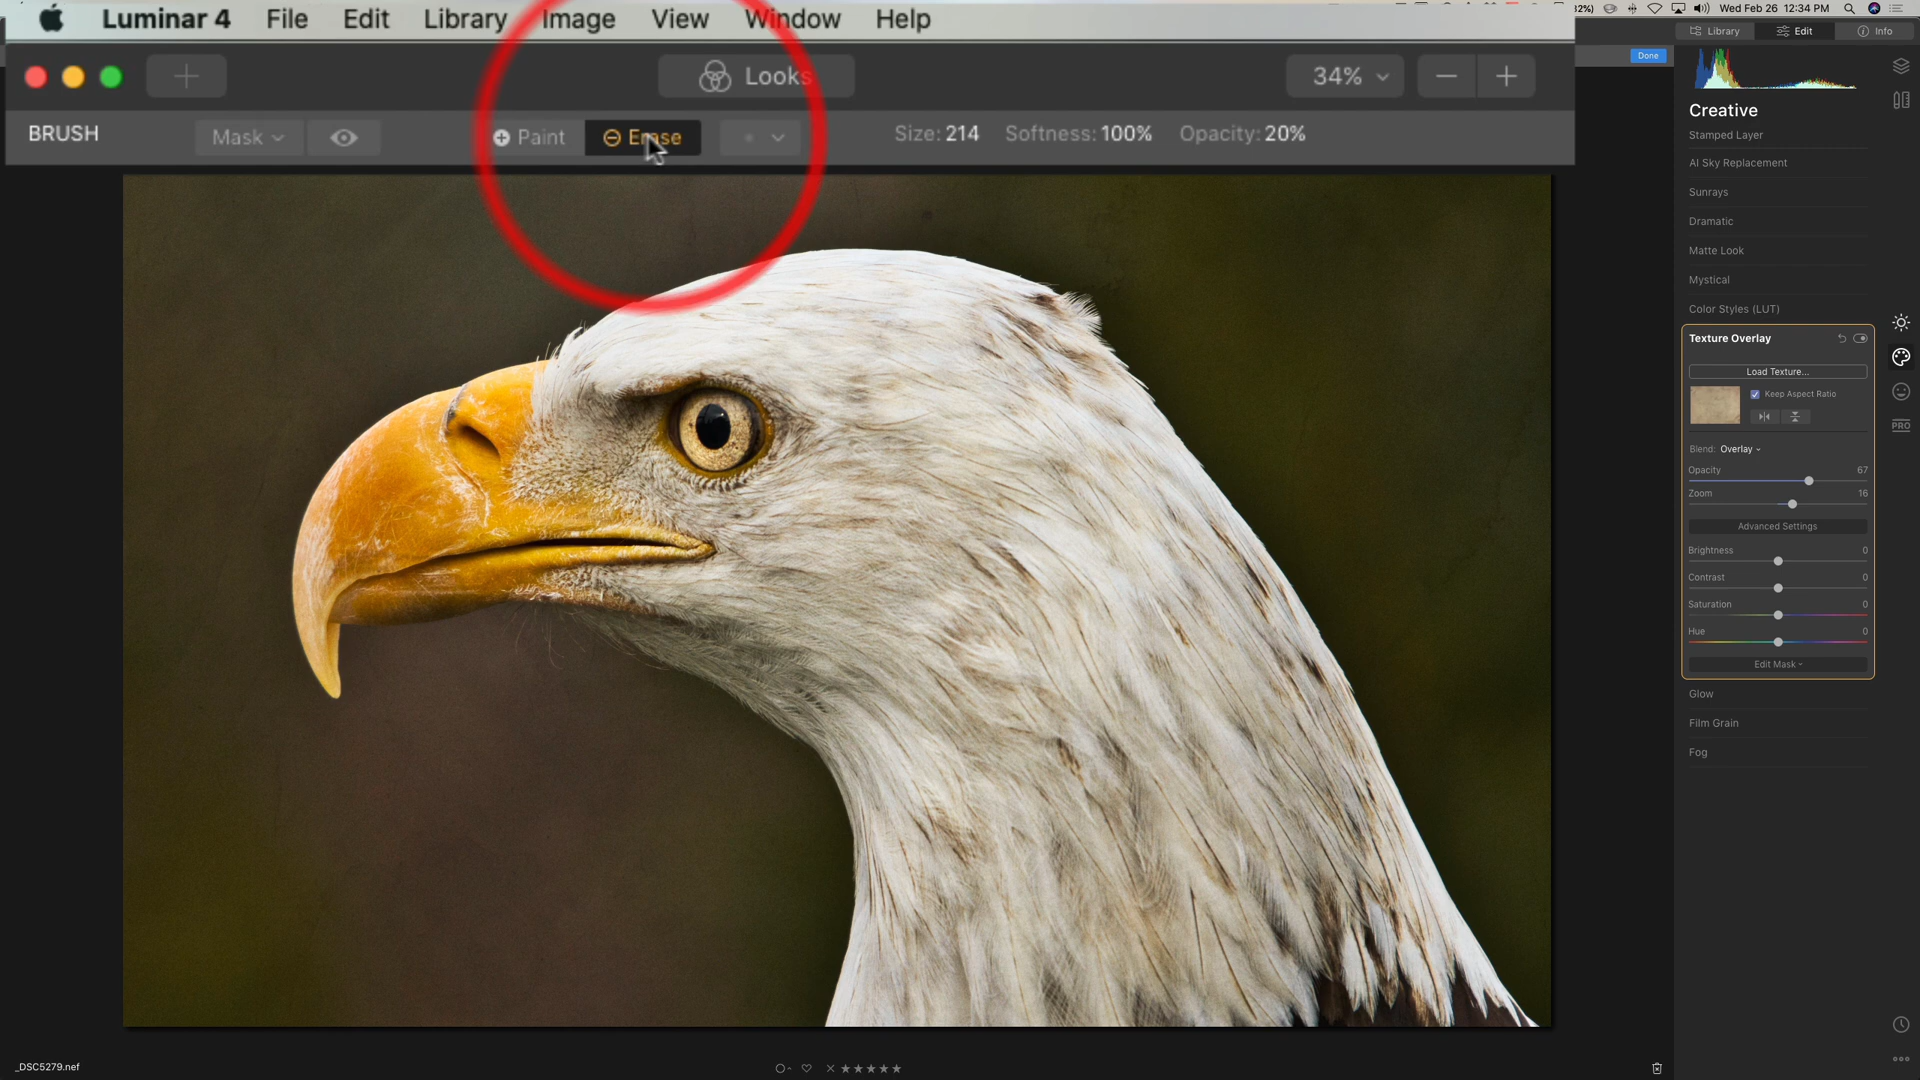 Luminar 4 File Edit Library Image View Window Help
Wed Feb 26 12:34 PM
Library Edit Info
Looks
34%
Done
BRUSH Mask Paint Erase Size: 214 Softness: 100% Opacity: 20%
Creative
Stamped Layer
AI Sky Replacement
Sunrays
Dramatic
Matte Look
Mystical
Color Styles (LUT)
Texture Overlay
Load Texture...
Keep Aspect Ratio
Blend: Overlay
Opacity 67
Zoom 16
Advanced Settings
Brightness 0
Contrast 0
Saturation 0
Hue 0
Edit Mask
Glow
Film Grain
Fog
PRO
_DSC5279.nef